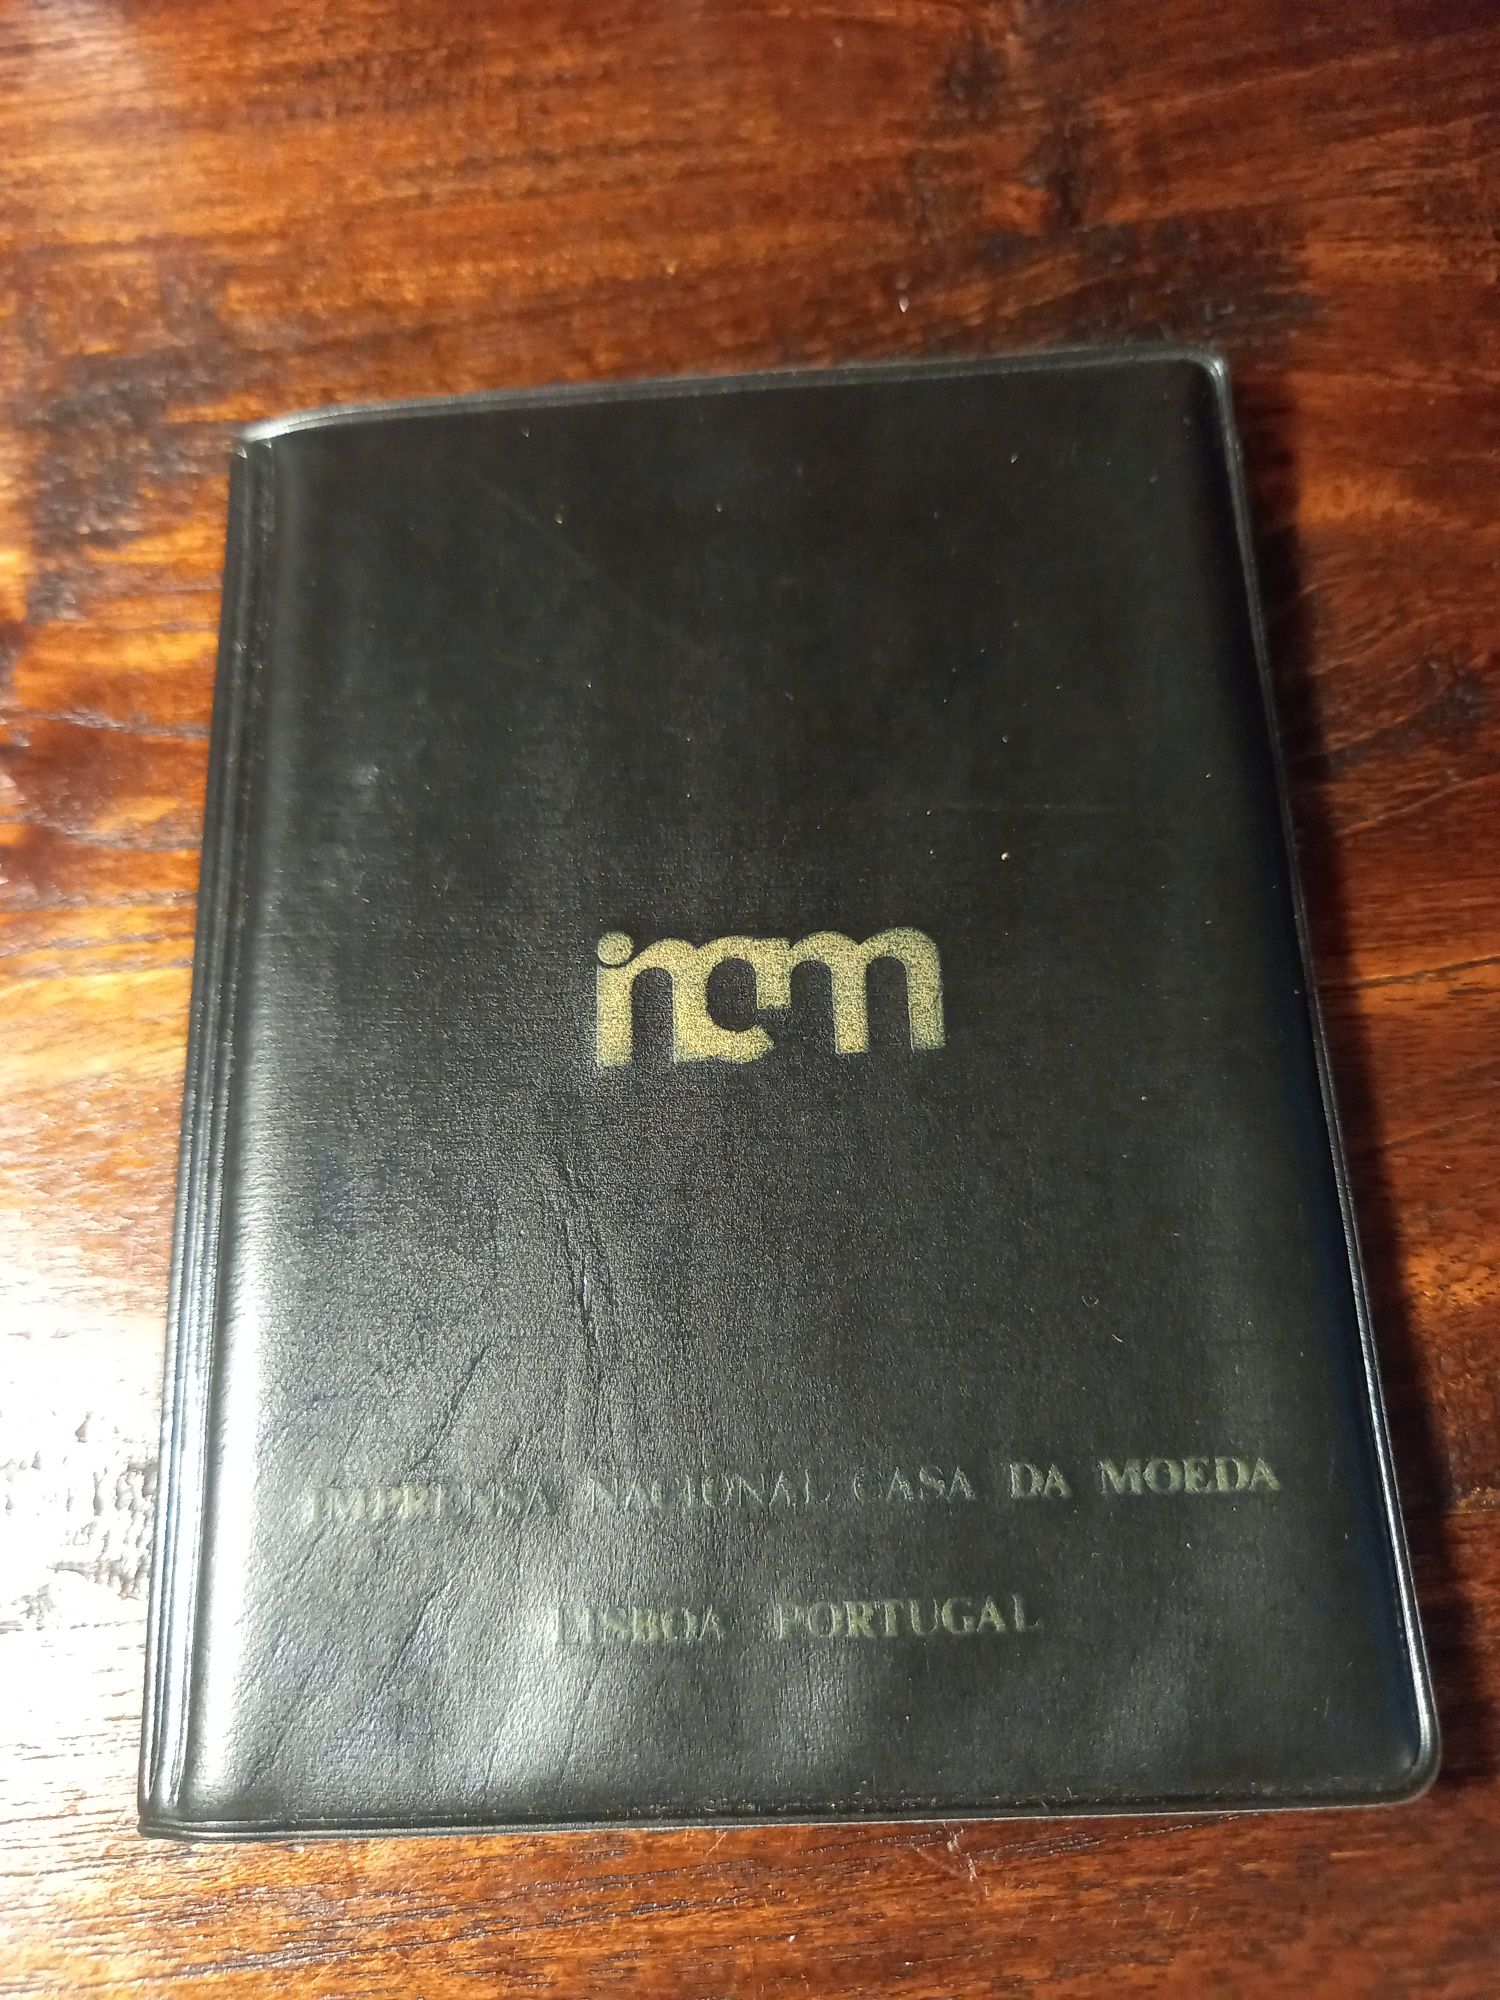 incm
IMPRENSA NACIONAL CASA DA MOEDA
LISBOA PORTUGAL